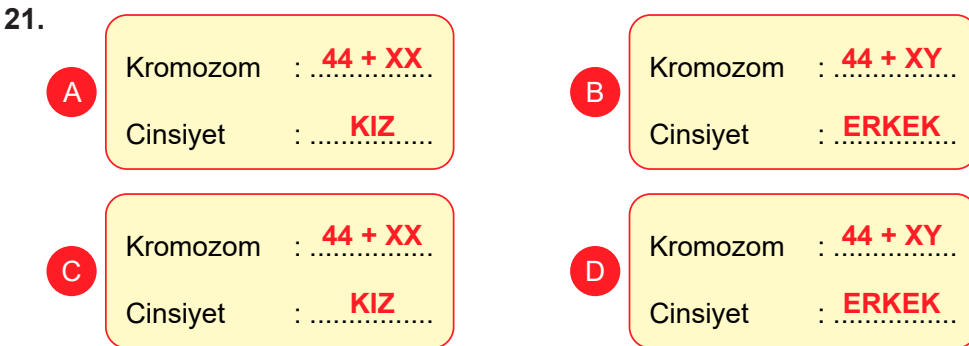 21.
A
Kromozom : 44 + XX
Cinsiyet : KIZ
B
Kromozom : 44 + XY
Cinsiyet : ERKEK
C
Kromozom : 44 + XX
Cinsiyet : KIZ
D
Kromozom : 44 + XY
Cinsiyet : ERKEK